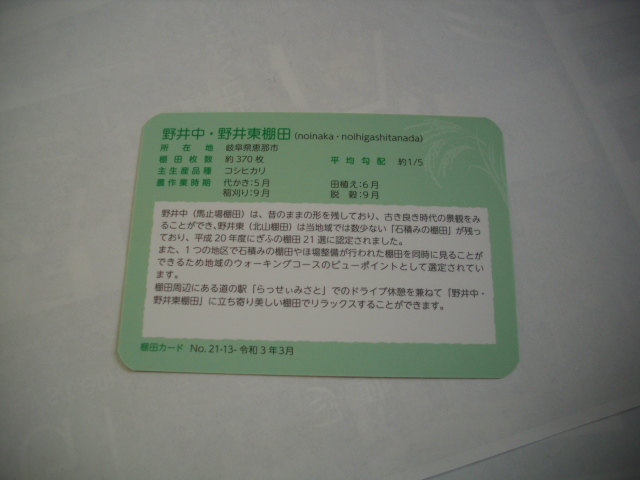 野井中・野井東棚田(noinaka・noihigashitanada)
所在地 岐阜県恵那市
棚田枚数 約370枚 平均勾配 約1/5
主生産品種 コシヒカリ
農作業時期 代かき:5月 田植え:6月
稲刈り:9月 脱穀:9月
野井中（馬止場棚田）は、昔のままの形を残しており、古き良き時代の景観をみ
ることができ、野井東（北山棚田）は当地域では数少ない「石積みの棚田」が残っ
ており、平成20年度にぎふの棚田21選に認定されました。
また、1つの地区で石積みの棚田やほ場整備が行われた棚田を同時に見ることが
できるため地域のウォーキングコースのビューポイントとして選定されてい
ます。
棚田周辺にある道の駅「らっせぃみさと」でのドライブ休憩を兼ねて「野井中・
野井東棚田」に立ち寄り美しい棚田でリラックスすることができます。
棚田カード No.21-13-令和3年3月